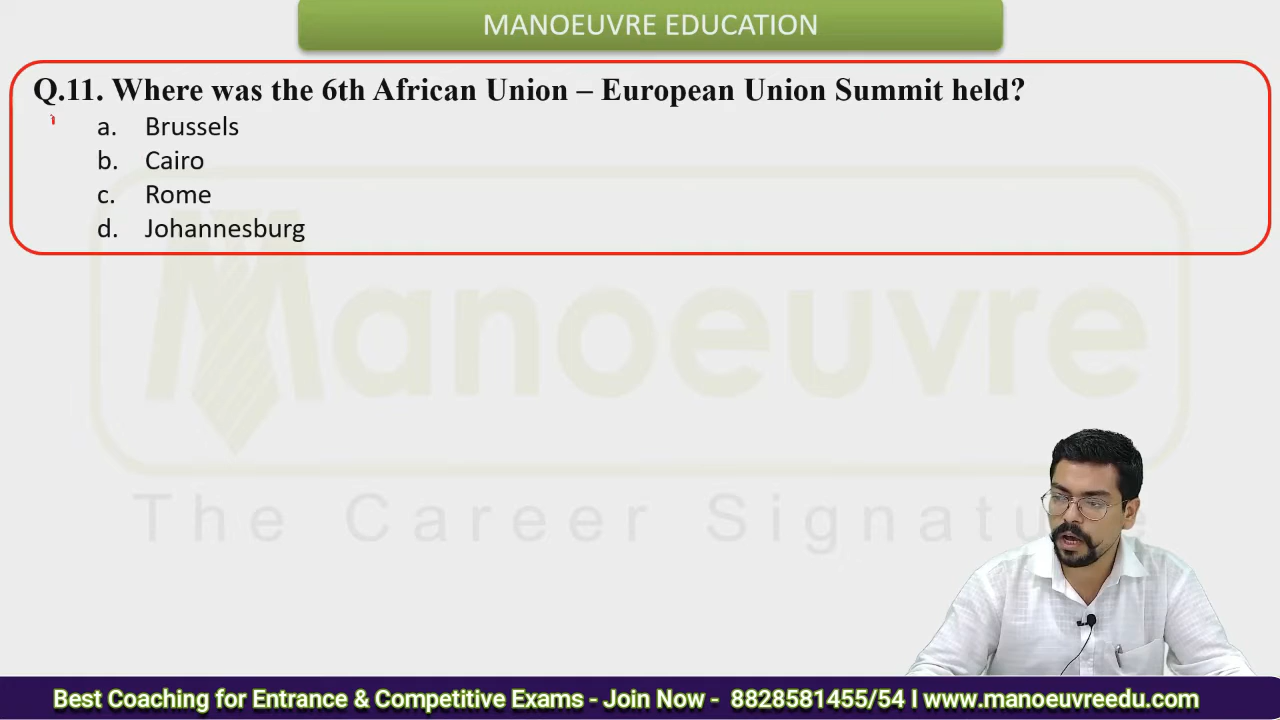 MANOEUVRE EDUCATION
Q.11. Where was the 6th African Union – European Union Summit held?
a. Brussels
b. Cairo
c. Rome
d. Johannesburg
Manoeuvre
The Career Signature
Best Coaching for Entrance & Competitive Exams - Join Now - 8828581455/54 I www.manoeuvreedu.com